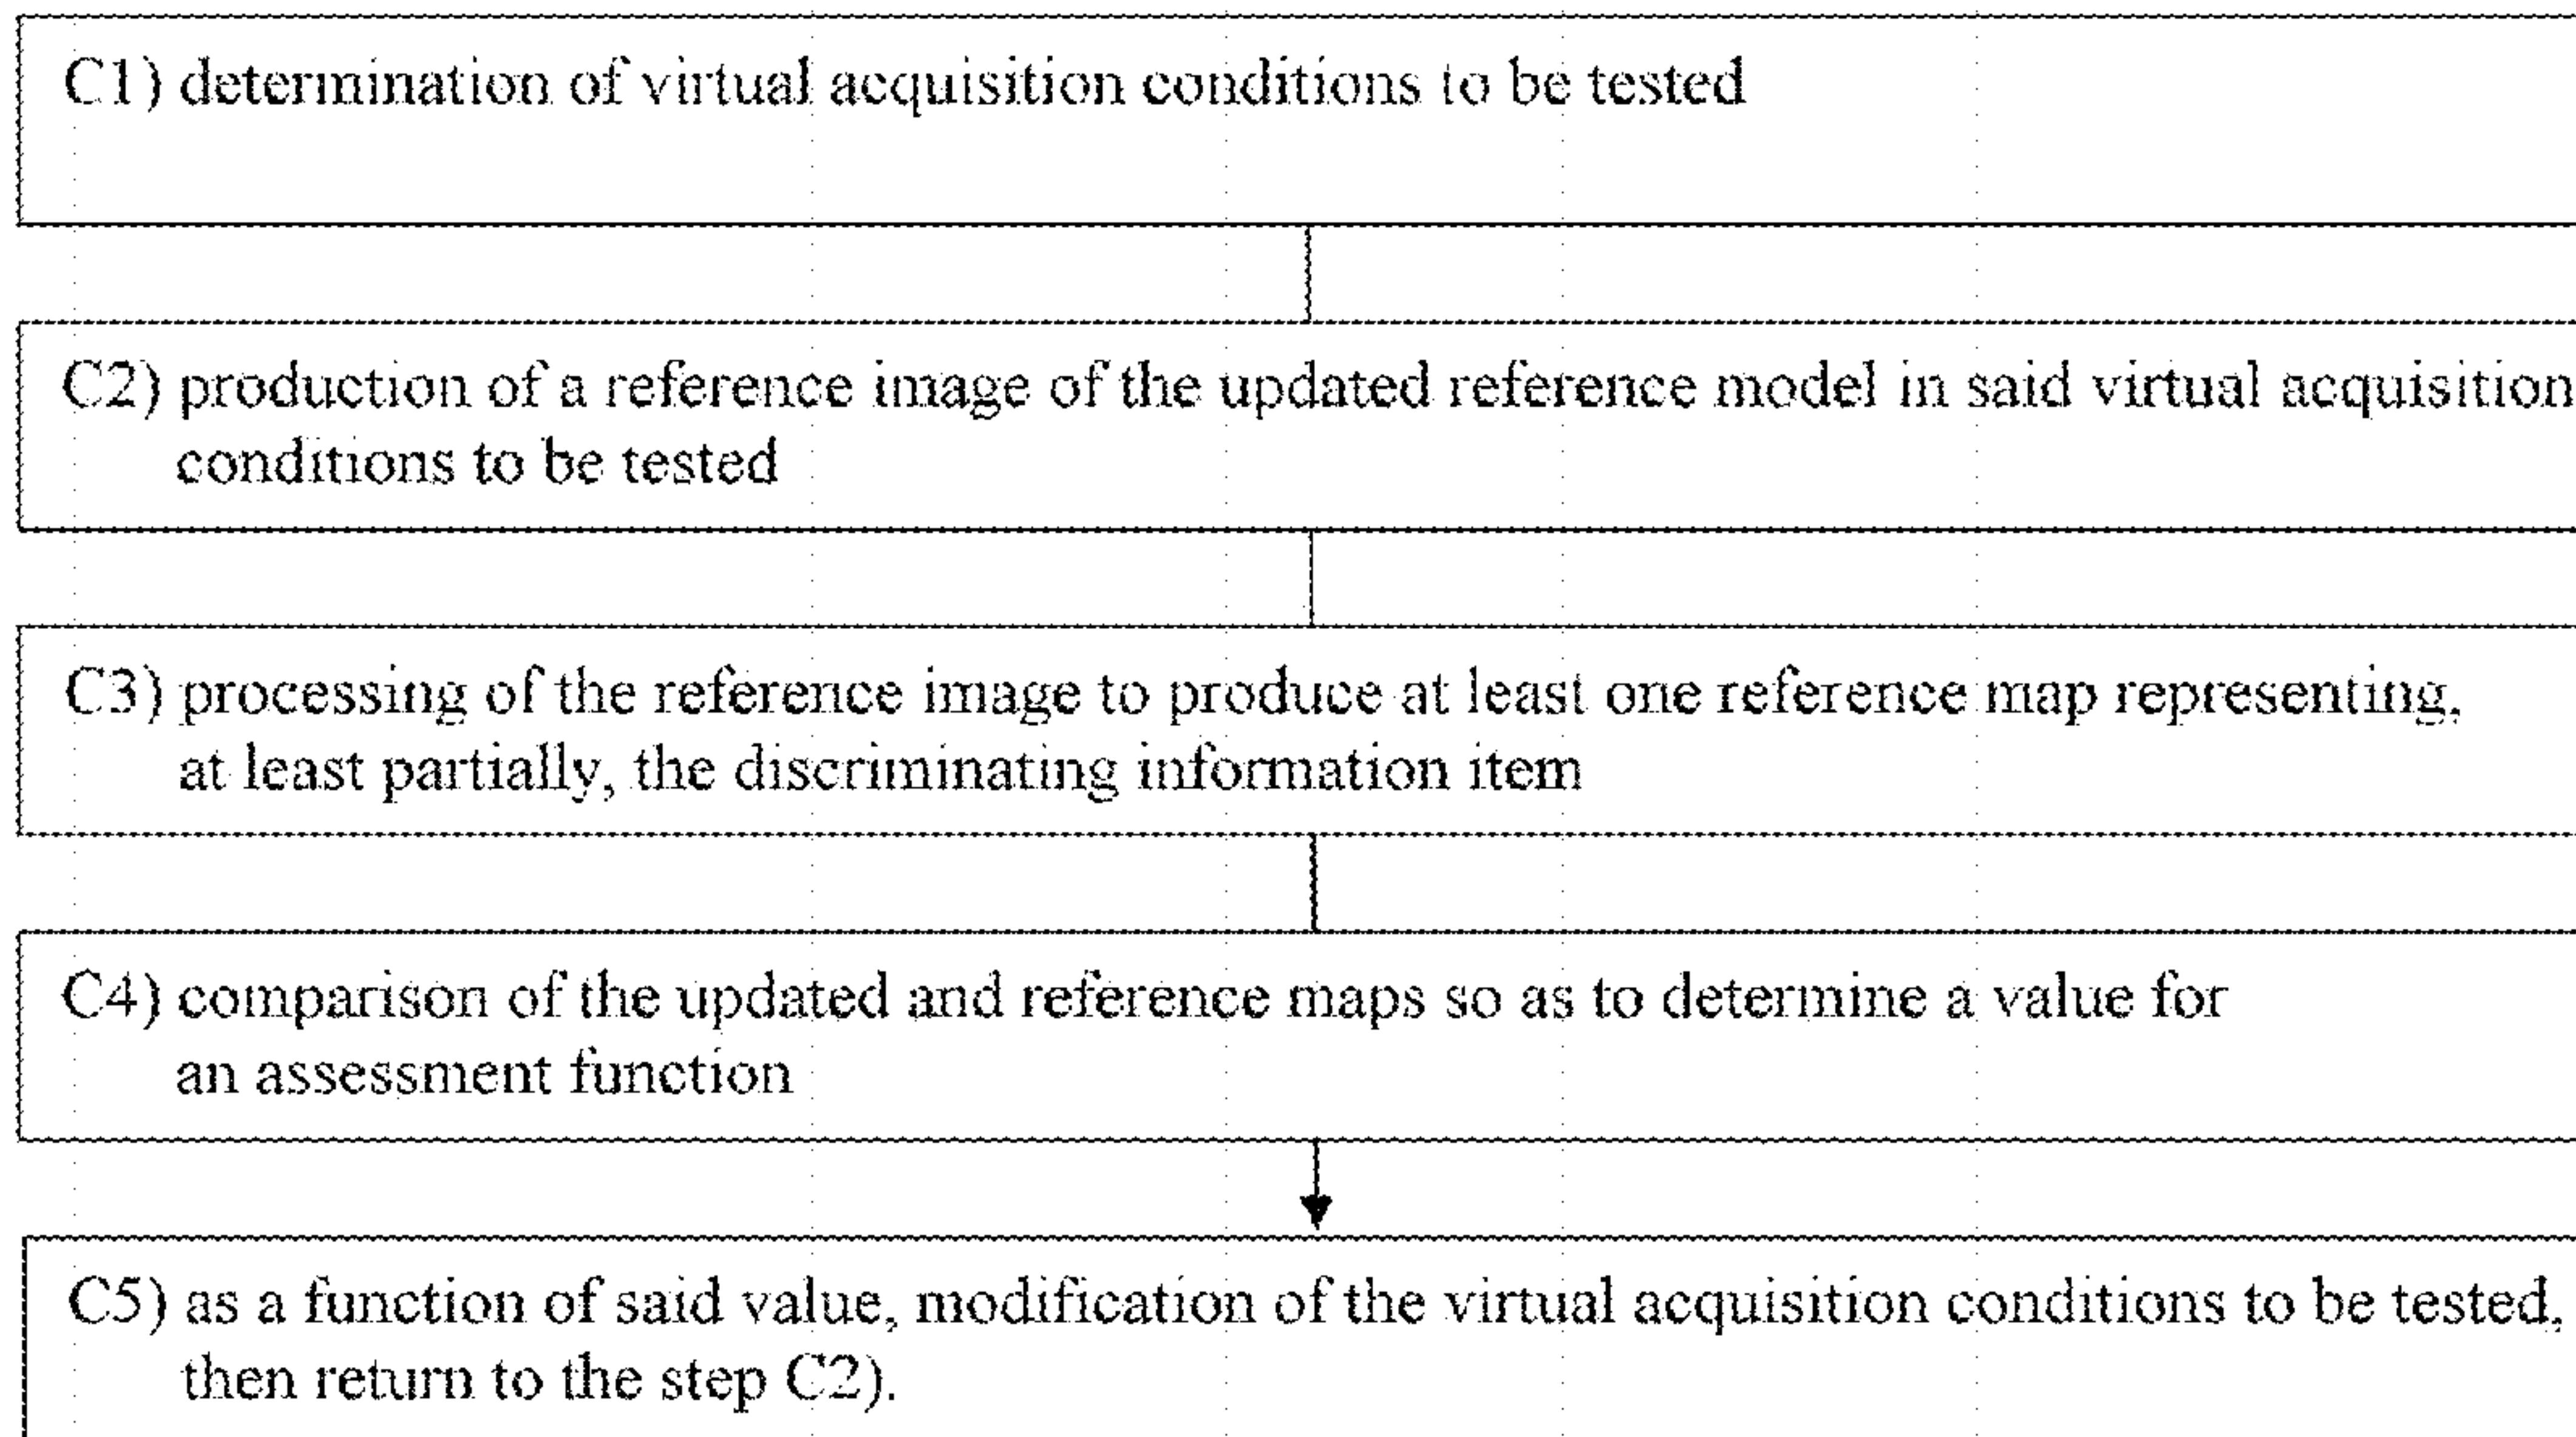 C1) determination of virtual acquisition conditions to be tested
C2) production of a reference image of the updated reference model in said virtual acquisition
conditions to be tested
C3) processing of the reference image to produce at least one reference map representing,
at least partially, the discriminating information item
C4) comparison of the updated and reference maps so as to determine a value for
an assessment function
C5) as a function of said value, modification of the virtual acquisition conditions to be tested,
then return to the step C2).